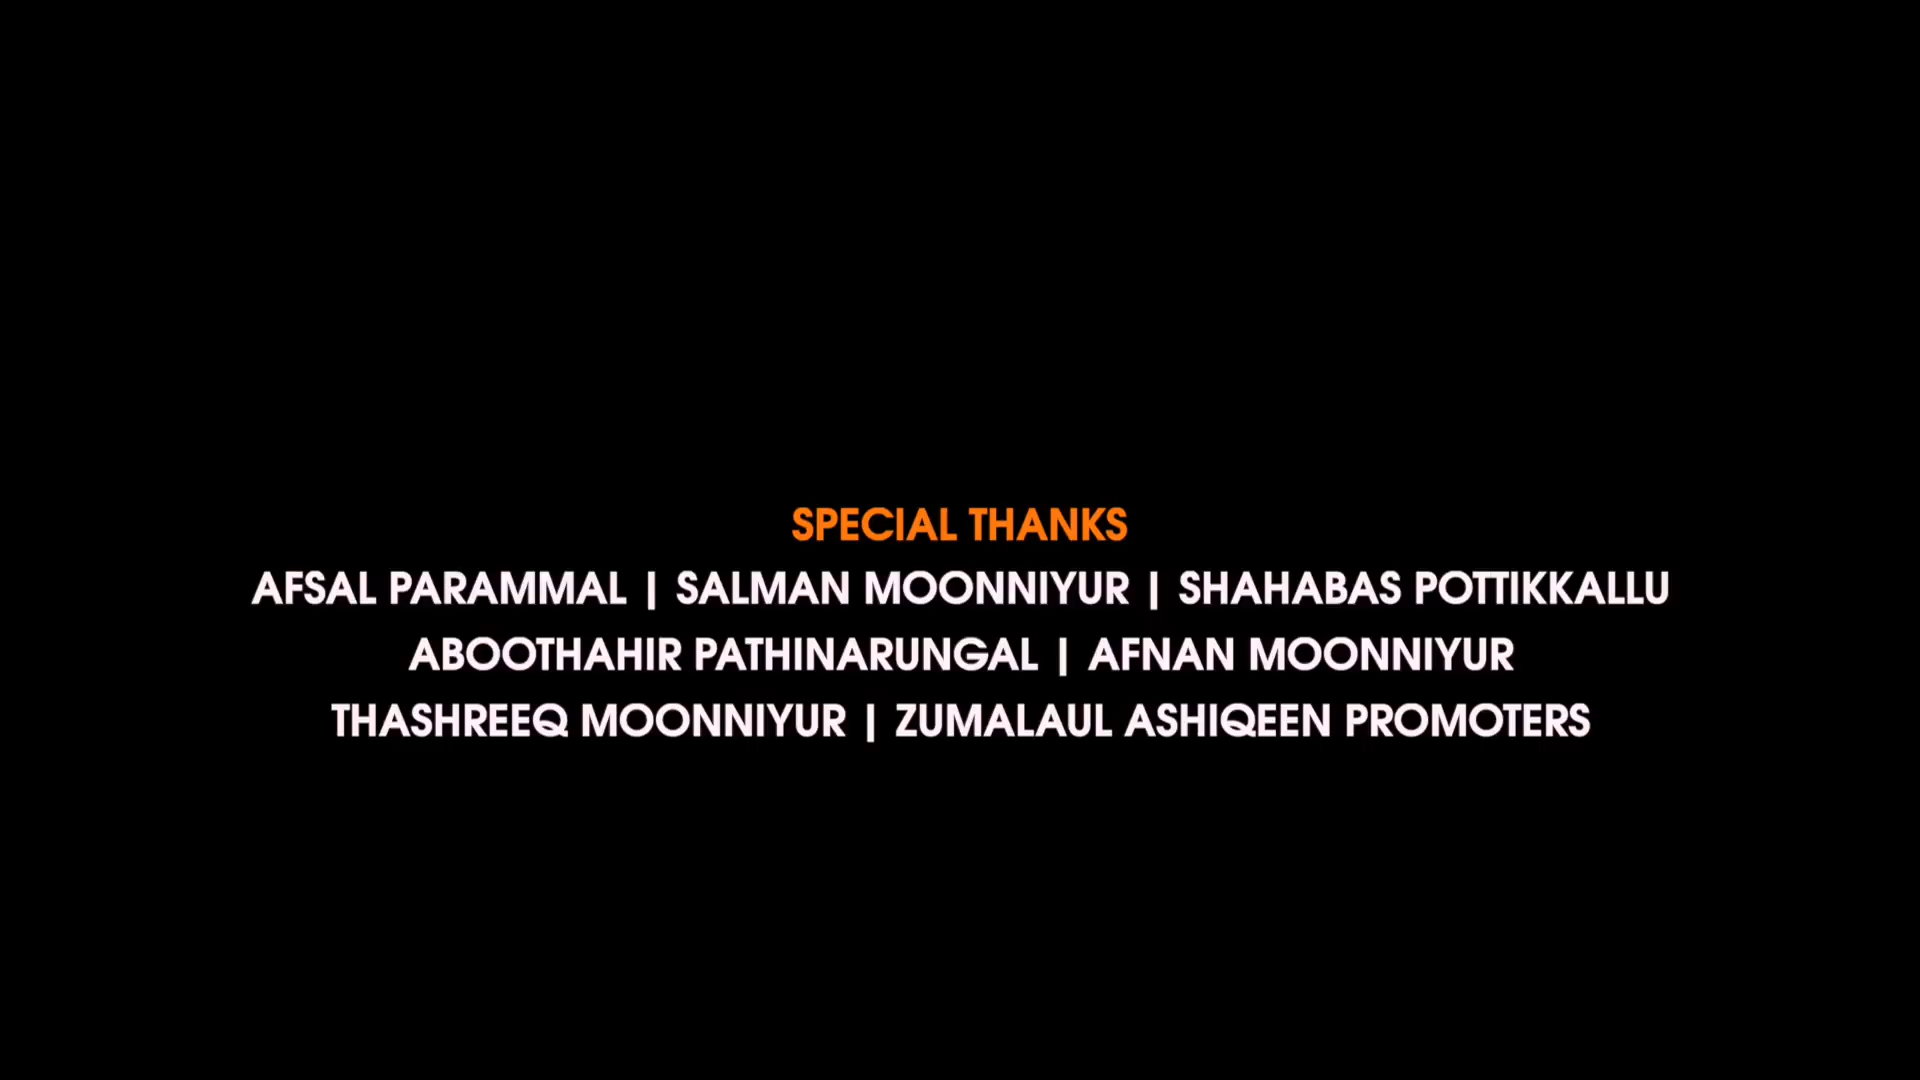 SPECIAL THANKS
AFSAL PARAMMAL | SALMAN MOONNIYUR | SHAHABAS POTTIKKALLU
ABOOTHAHIR PATHINARUNGAL | AFNAN MOONNIYUR
THASHREEQ MOONNIYUR | ZUMALAUL ASHIQEEN PROMOTERS